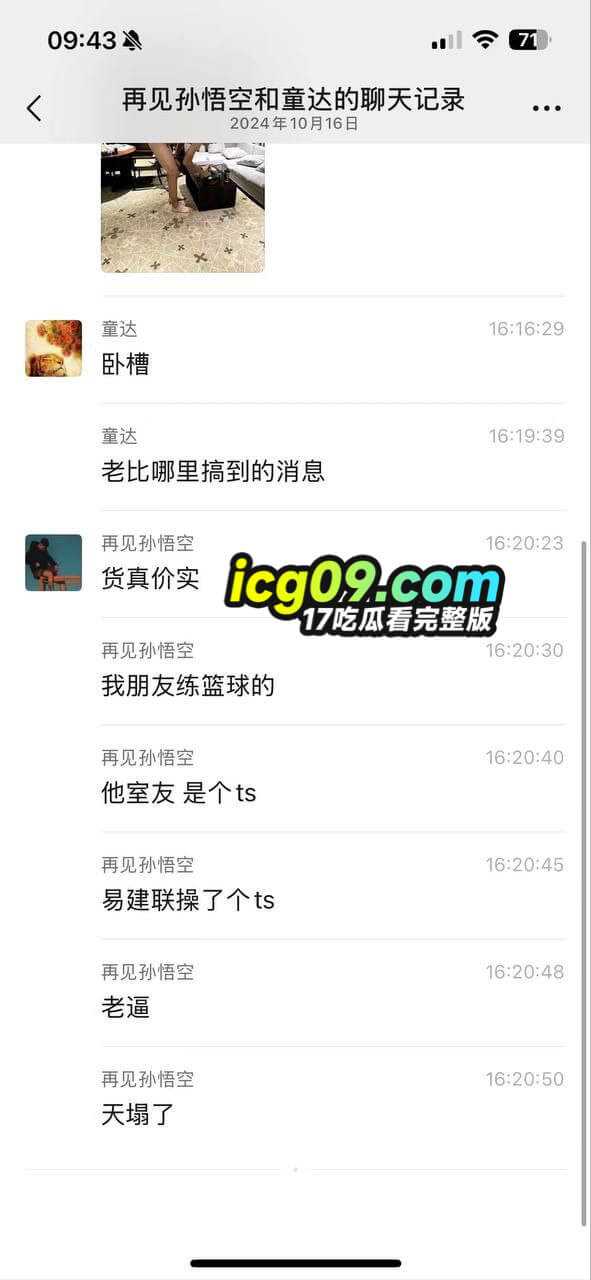 09:43
71
再见孙悟空和童达的聊天记录
2024年10月16日
童达
16:16:29
卧槽
童达
16:19:39
老比哪里搞到的消息
再见孙悟空
16:20:23
货真价实
icg09.com
17吃瓜看完整版
再见孙悟空
16:20:30
我朋友练篮球的
再见孙悟空
16:20:40
他室友 是个ts
再见孙悟空
16:20:45
易建联操了个ts
再见孙悟空
16:20:48
老逼
再见孙悟空
16:20:50
天塌了